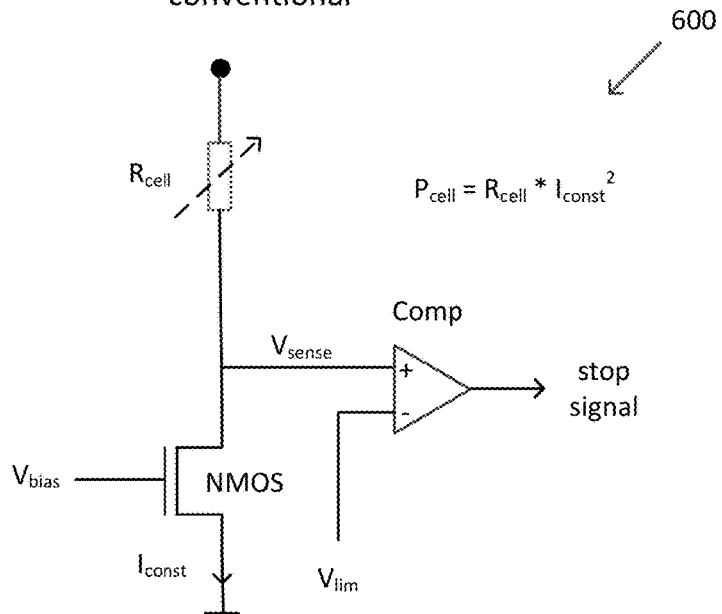 conventional
600
R_cell
P_cell = R_cell * I_const^2
Comp
V_sense
+
-
stop
signal
V_bias
NMOS
I_const
V_lim